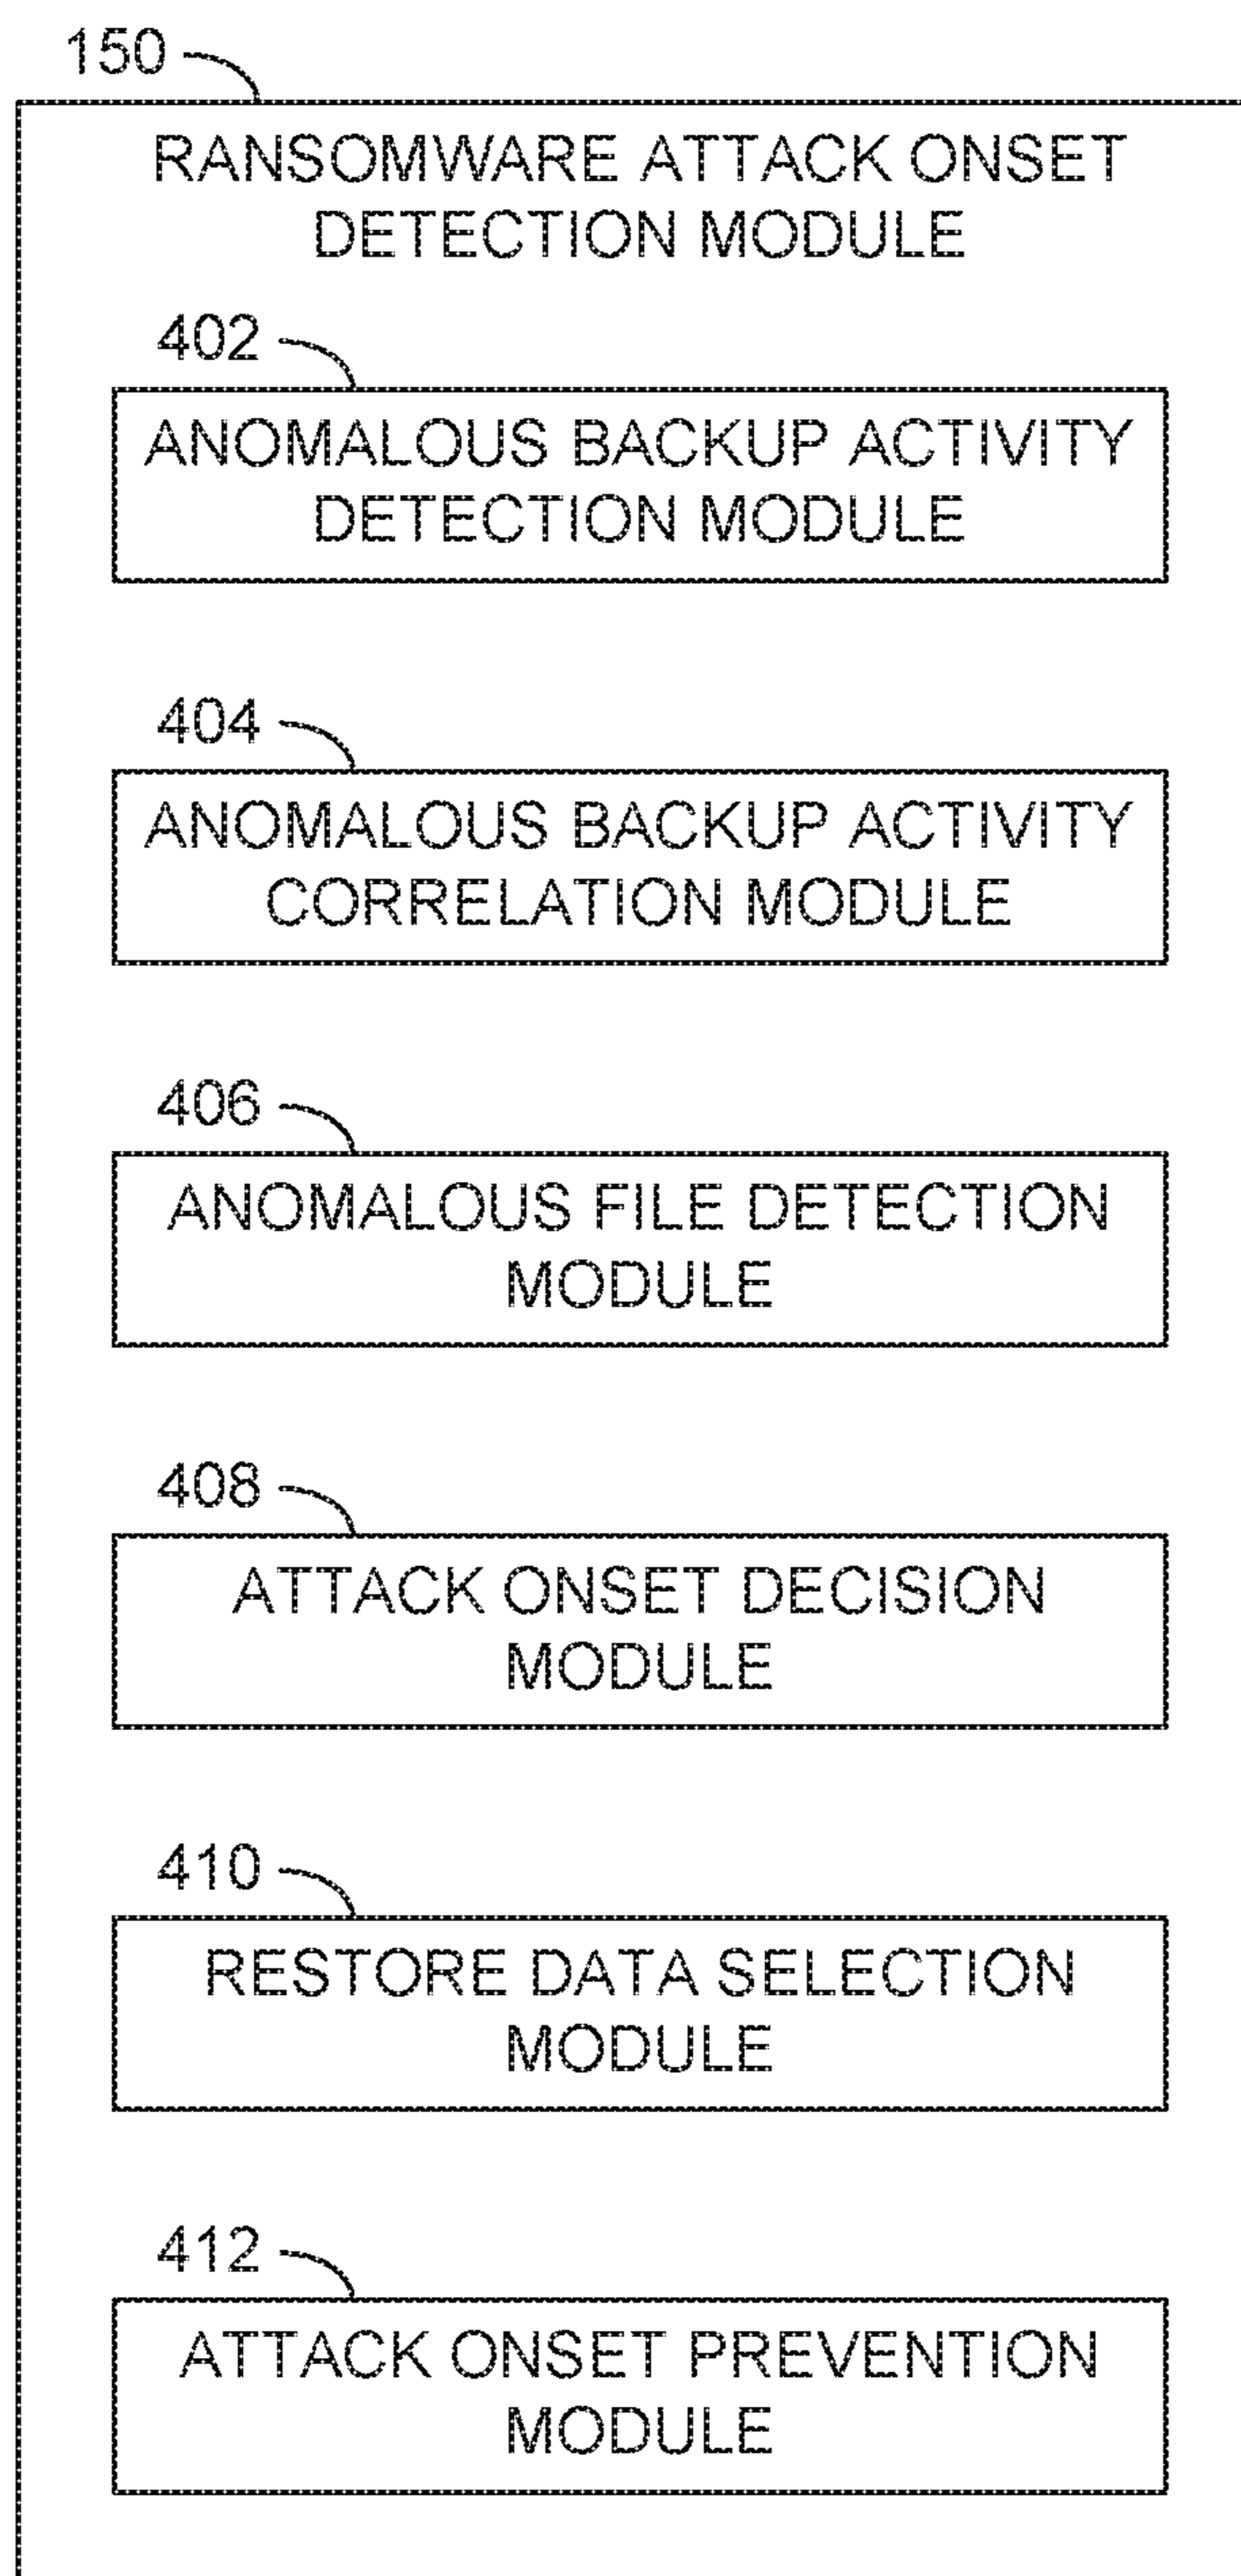 150
RANSOMWARE ATTACK ONSET
DETECTION MODULE
402
ANOMALOUS BACKUP ACTIVITY
DETECTION MODULE
404
ANOMALOUS BACKUP ACTIVITY
CORRELATION MODULE
406
ANOMALOUS FILE DETECTION
MODULE
408
ATTACK ONSET DECISION
MODULE
410
RESTORE DATA SELECTION
MODULE
412
ATTACK ONSET PREVENTION
MODULE